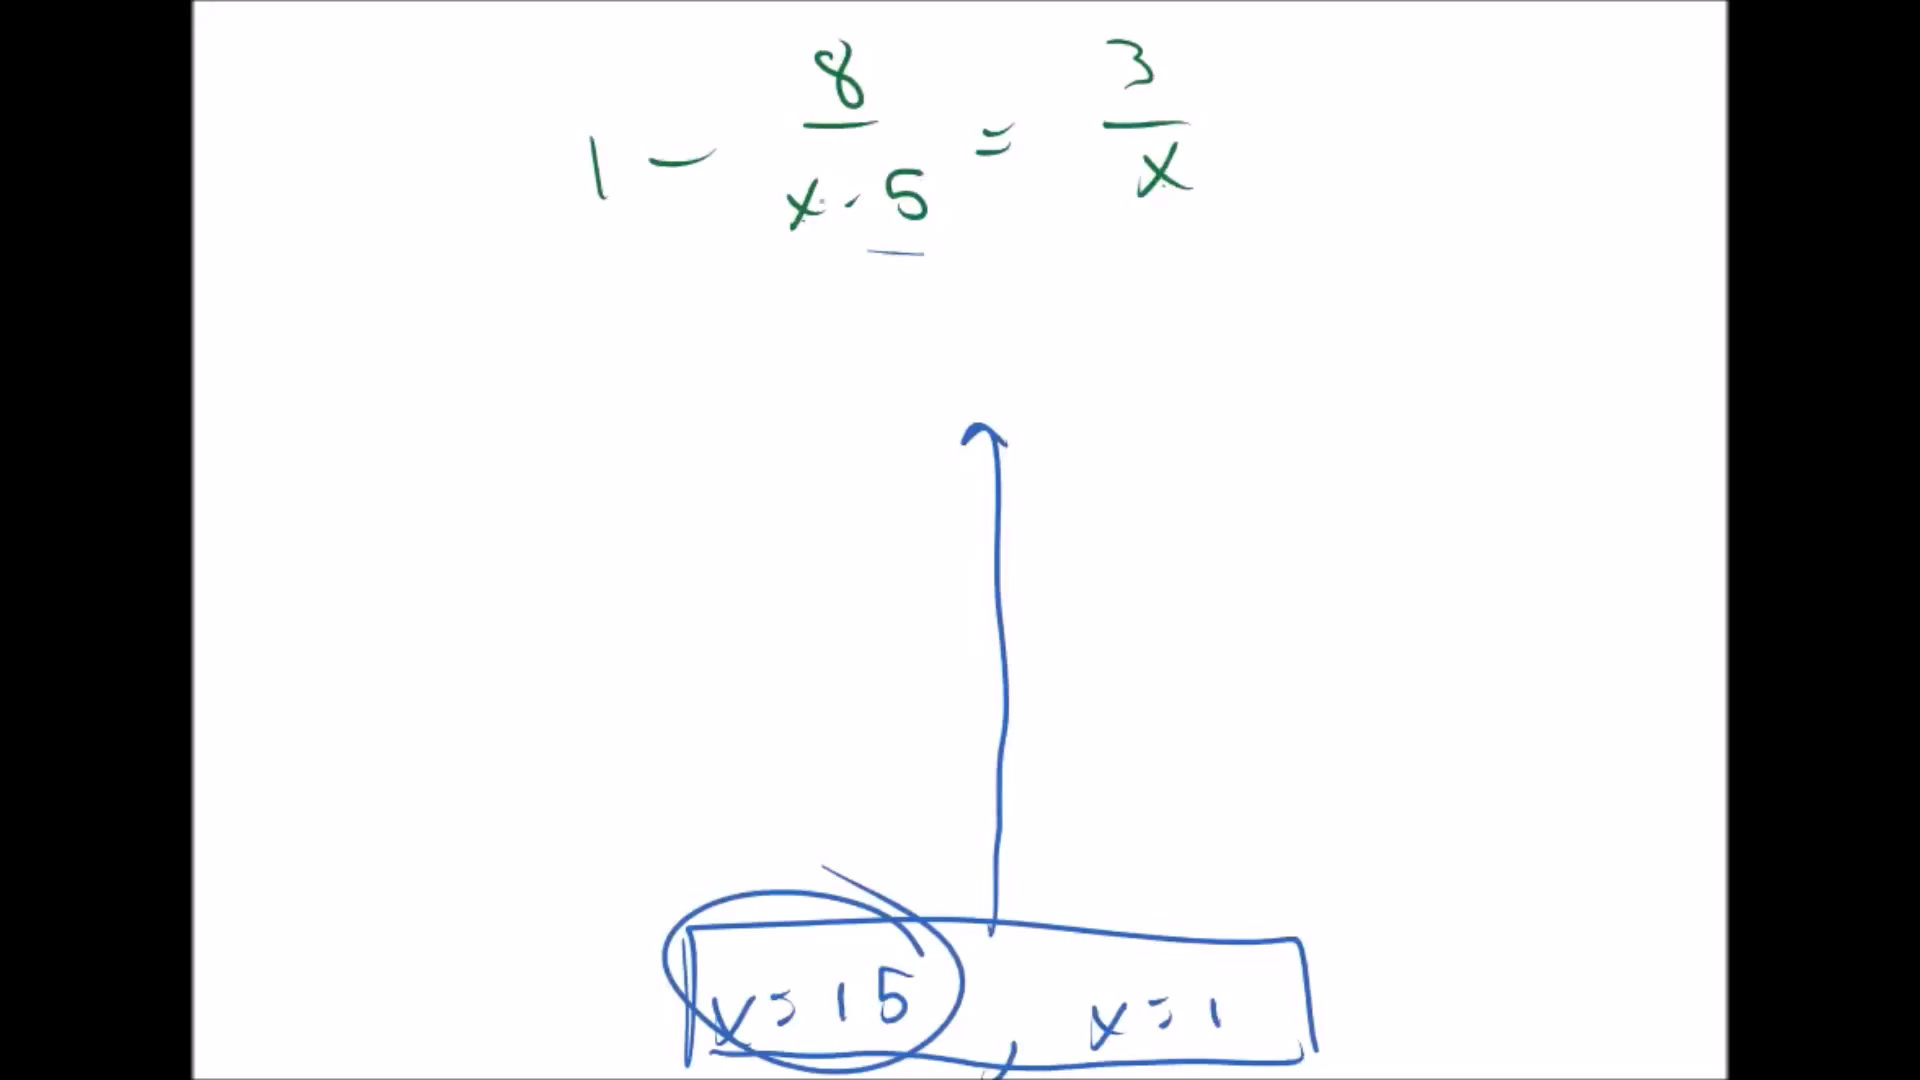 1 - 8/(x-5) = 3/x
x = 15, x = 1